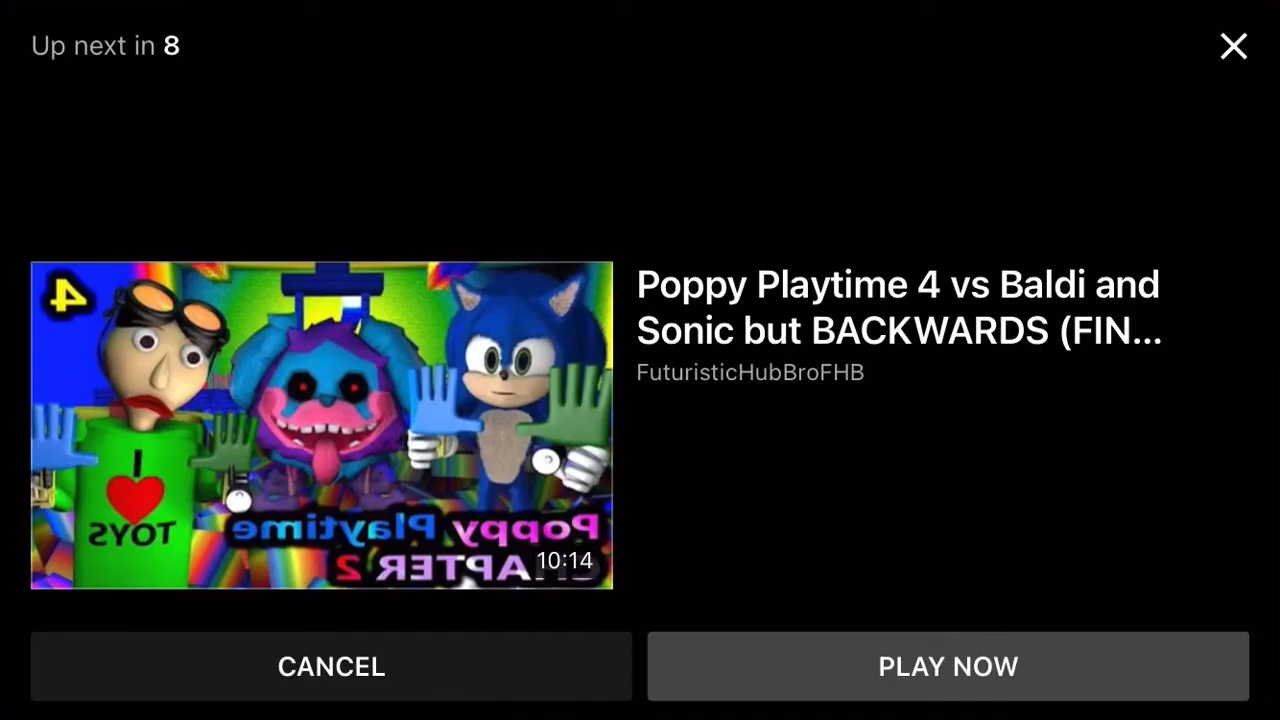 Up next in 8
4
I
TOYS
Poppy Playtime
CHAPTER 2
10:14
Poppy Playtime 4 vs Baldi and
Sonic but BACKWARDS (FIN...
FuturisticHubBroFHB
CANCEL
PLAY NOW